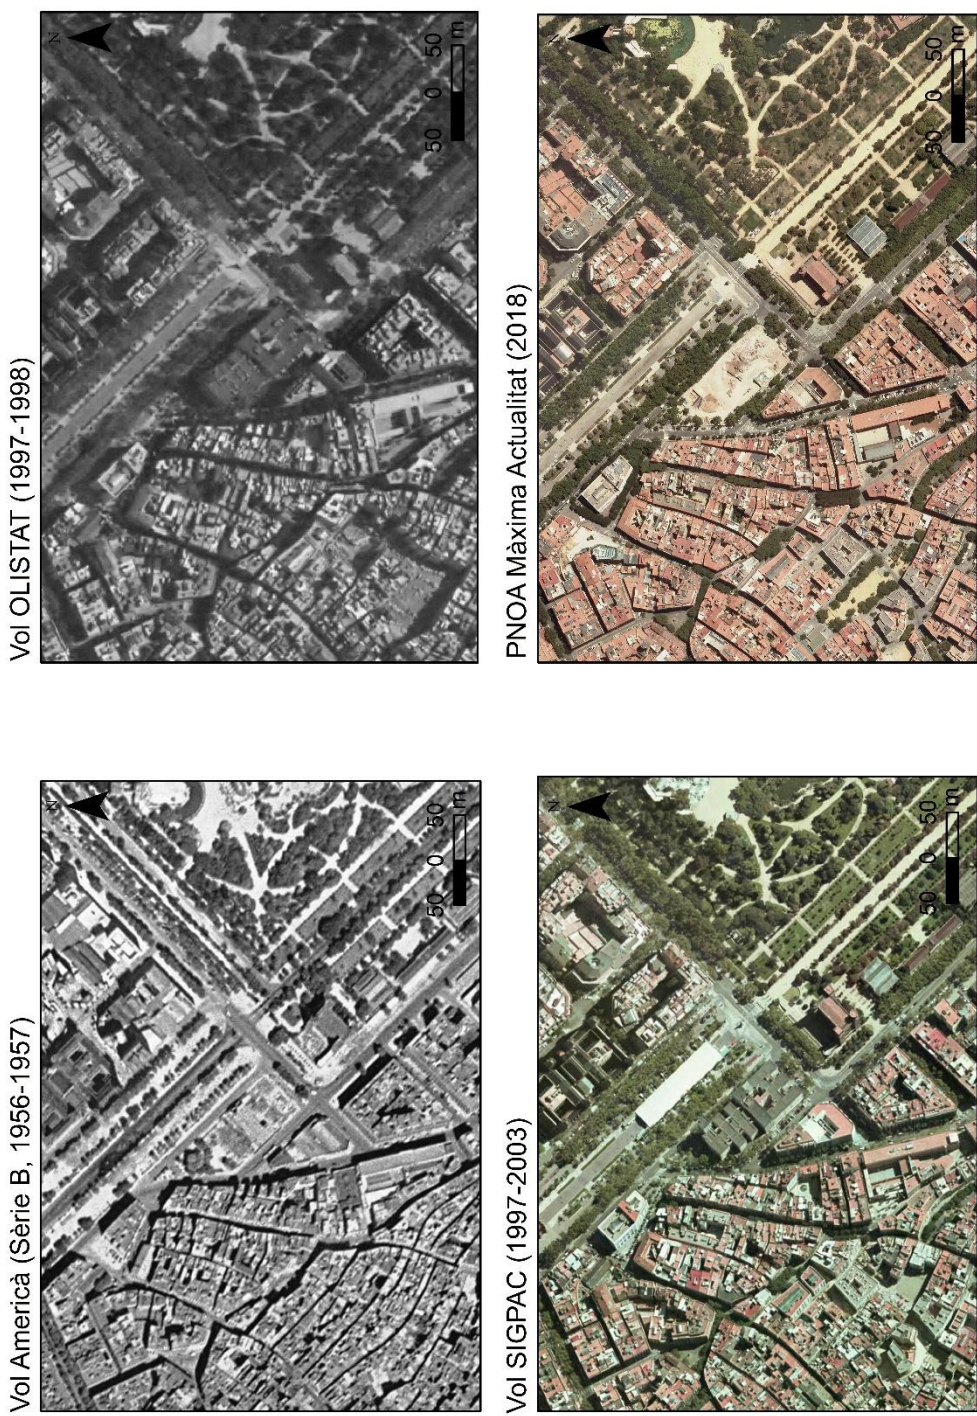 Vol Americà (Sèrie B, 1956-1957)
N
50 0 50
m
Vol OLISTAT (1997-1998)
N
50 0 50
m
Vol SIGPAC (1997-2003)
N
50 0 50
m
PNOA Màxima Actualitat (2018)
N
50 0 50
m